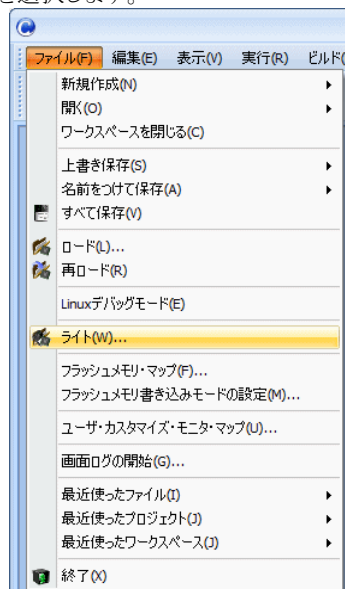 を選択します。
ファイル(F) 編集(E) 表示(V) 実行(R) ビルド(
新規作成(N)
開く(O)
ワークスペースを閉じる(C)
上書き保存(S)
名前をつけて保存(A)
すべて保存(V)
ロード(L)...
再ロード(R)
Linuxデバッグモード(E)
ライト(W)...
フラッシュメモリ・マップ(F)...
フラッシュメモリ書き込みモードの設定(M)...
ユーザ・カスタマイズ・モニタ・マップ(U)...
画面ログの開始(G)...
最近使ったファイル(I)
最近使ったプロジェクト(J)
最近使ったワークスペース(J)
終了(X)